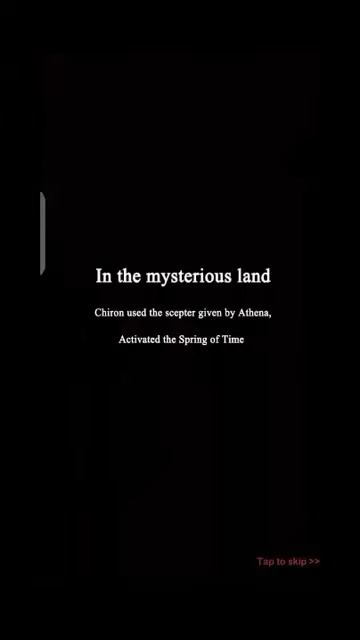 In the mysterious land
Chiron used the scepter given by Athena,
Activated the Spring of Time
Tap to skip >>